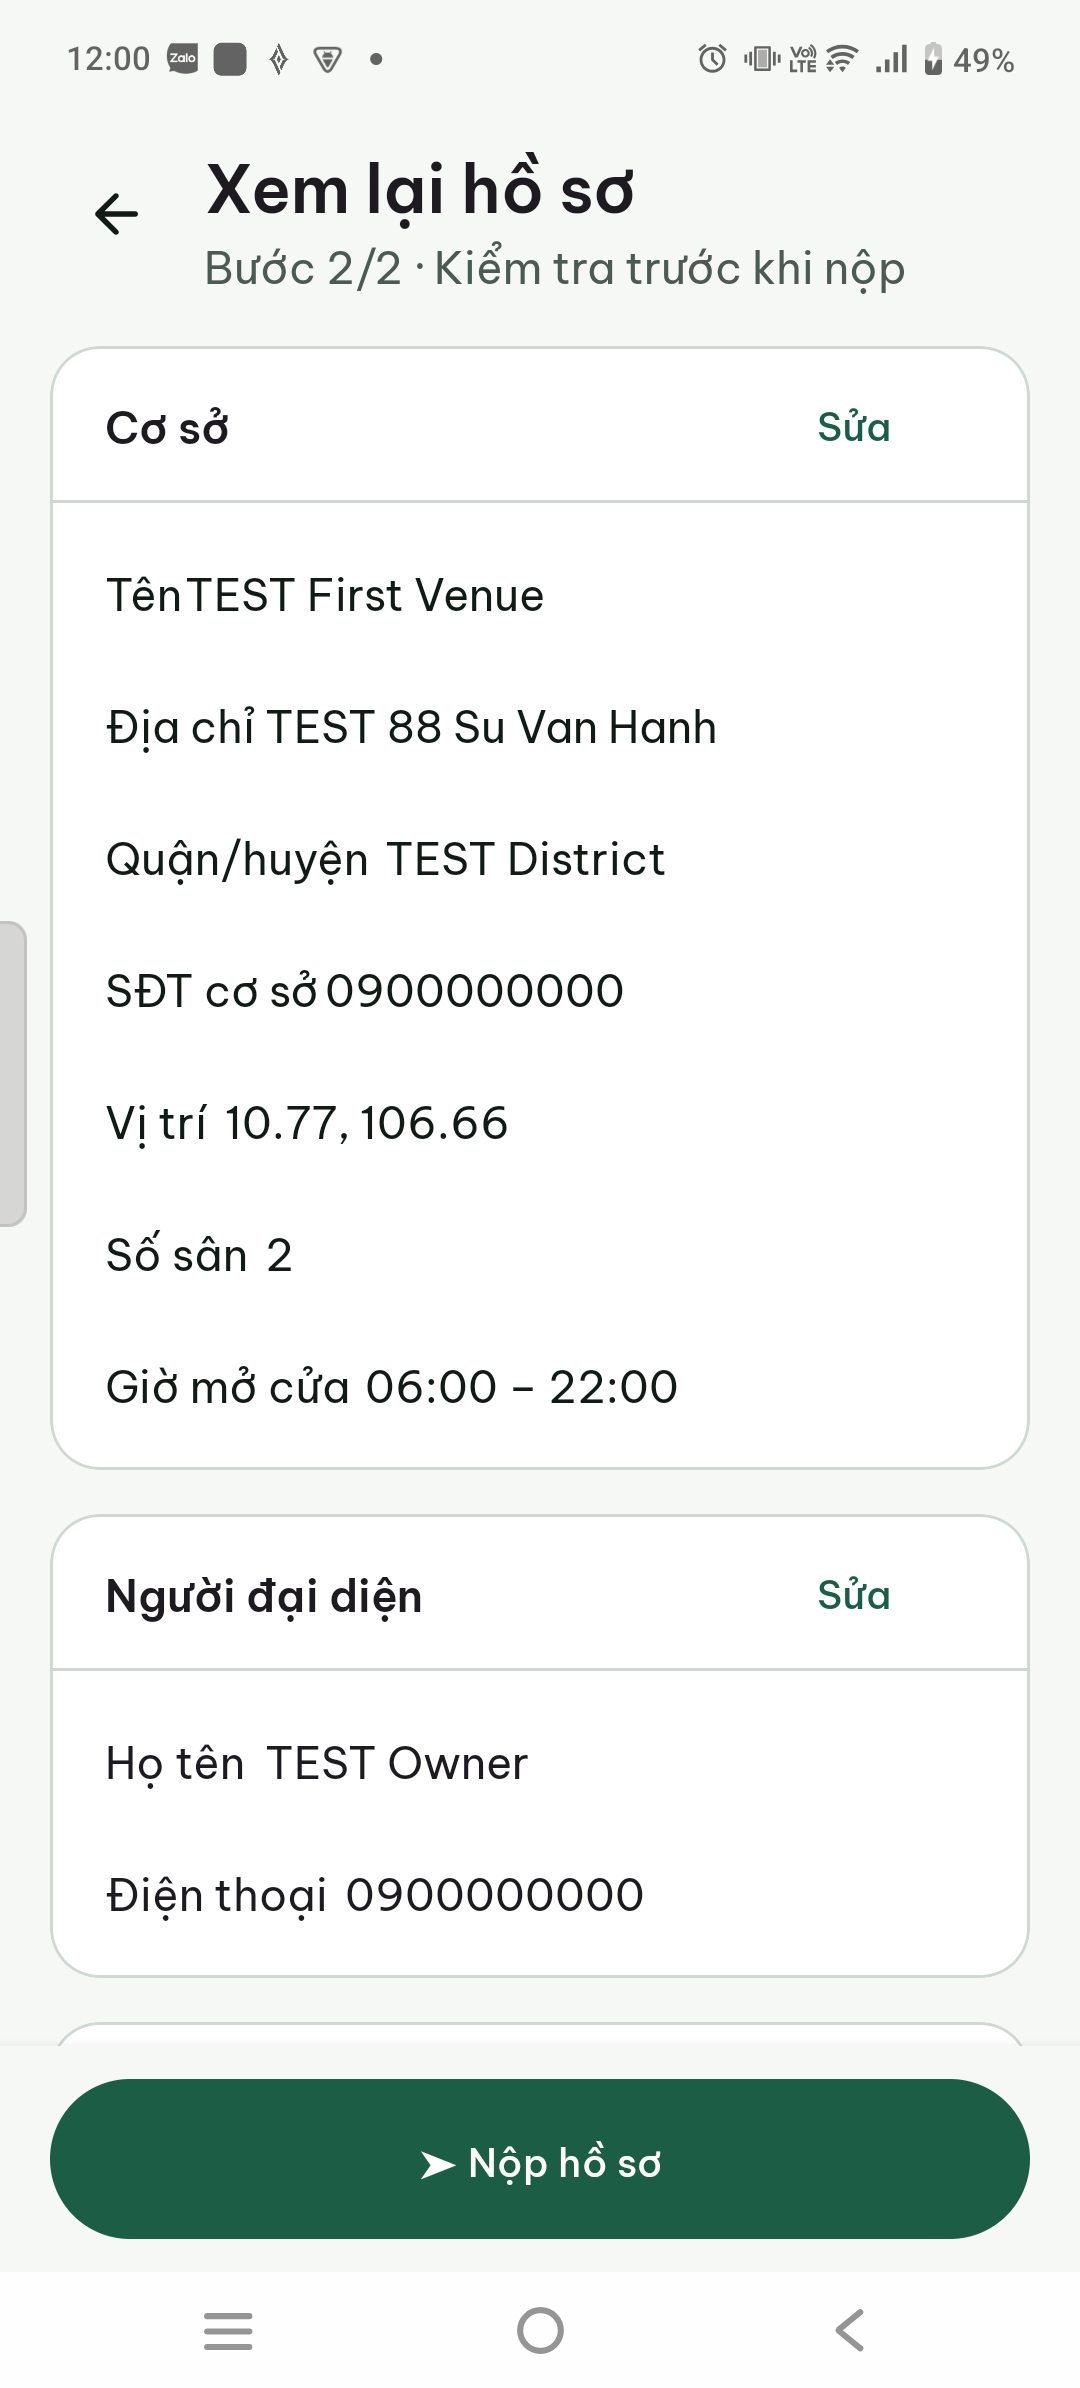 12:00 Zalo VoLTE 49%
Xem lại hồ sơ
Bước 2/2 · Kiểm tra trước khi nộp
Cơ sở Sửa
TênTEST First Venue
Địa chỉ TEST 88 Su Van Hanh
Quận/huyện TEST District
SĐT cơ sở 0900000000
Vị trí 10.77, 106.66
Số sân 2
Giờ mở cửa 06:00 – 22:00
Người đại diện Sửa
Họ tên TEST Owner
Điện thoại 0900000000
➤ Nộp hồ sơ